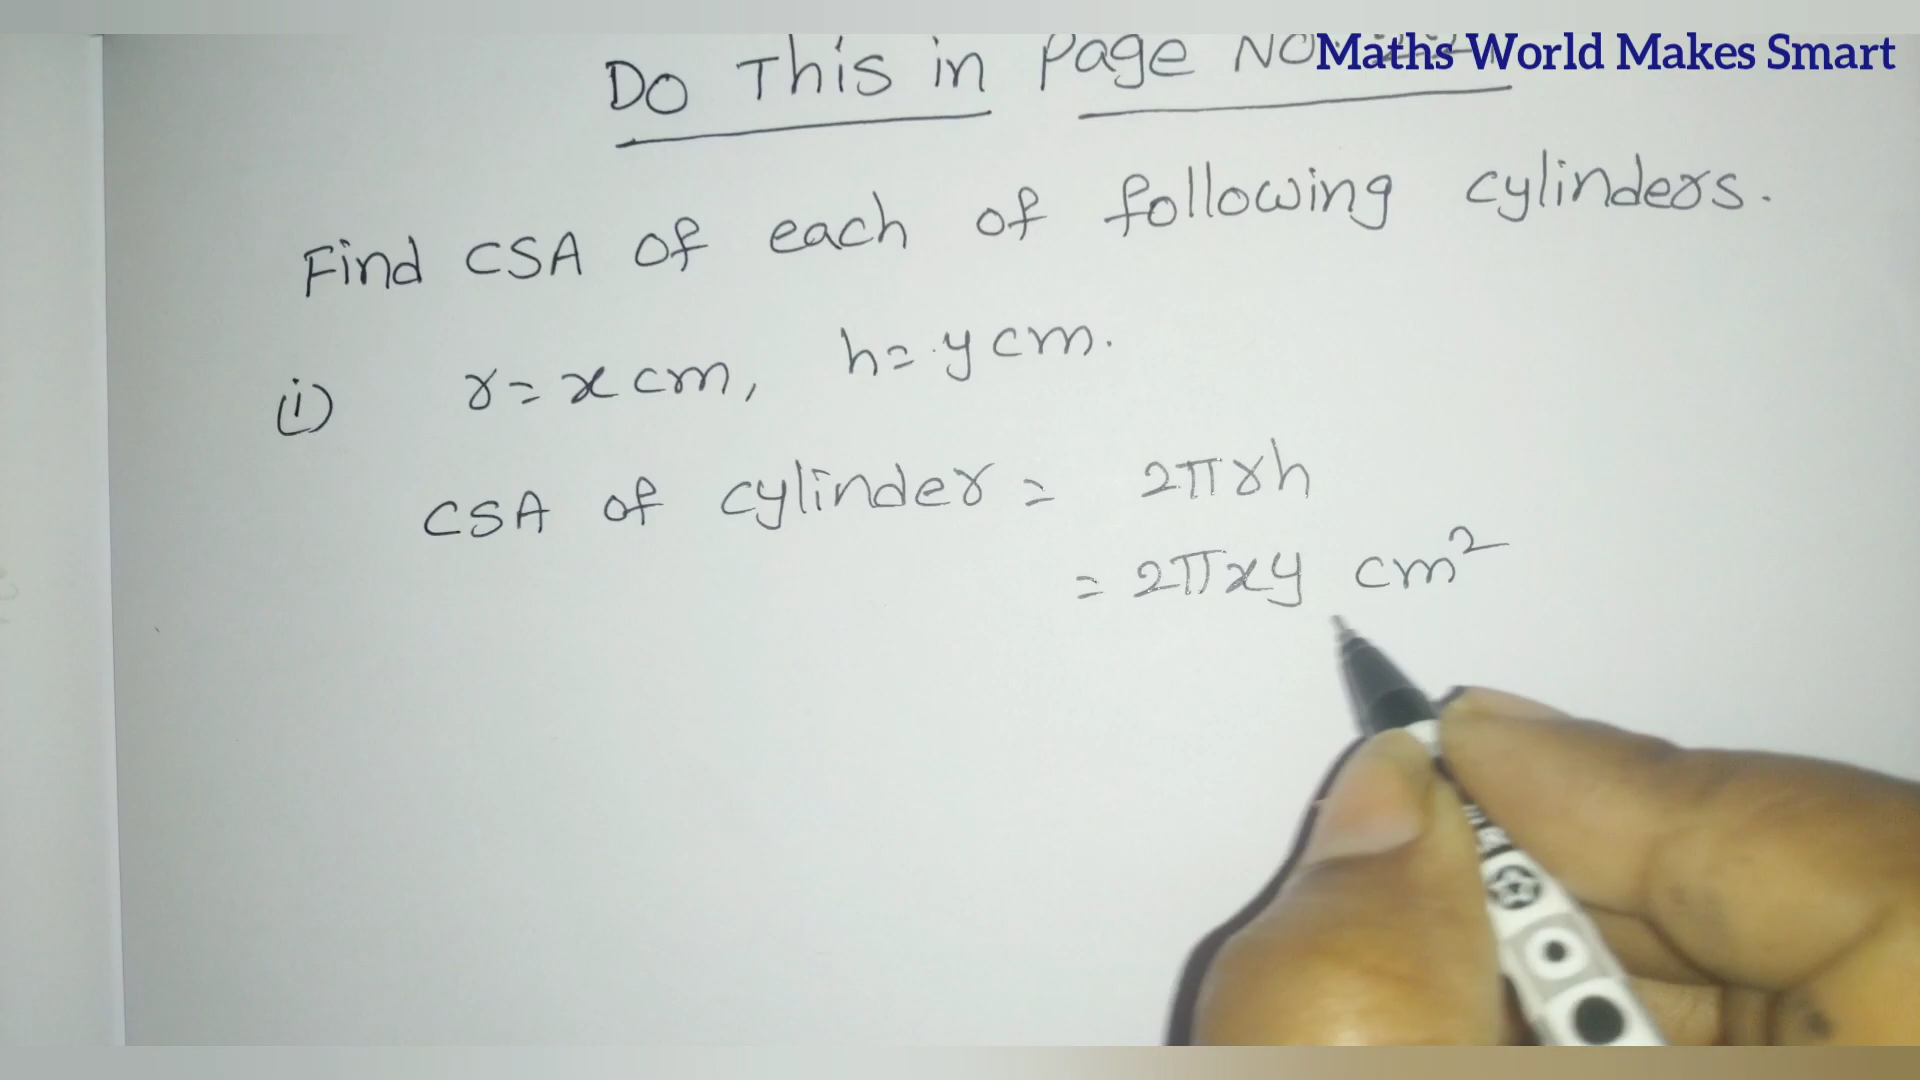 Maths World Makes Smart
Do This in Page No
Find CSA of each of following cylinders.
(i) r = x cm, h = y cm.
CSA of cylinder = 2πrh
= 2πxy cm²